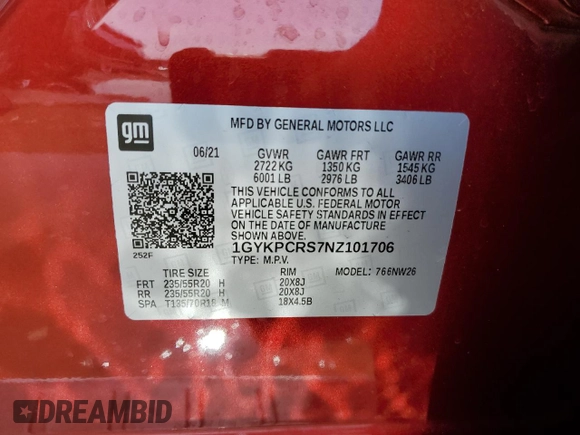 gm
MFD BY GENERAL MOTORS LLC
06/21 GVWR GAWR FRT GAWR RR
2722 KG 1350 KG 1545 KG
6001 LB 2976 LB 3406 LB
THIS VEHICLE CONFORMS TO ALL
APPLICABLE U.S. FEDERAL MOTOR
VEHICLE SAFETY STANDARDS IN EFFECT
ON THE DATE OF MANUFACTURE
SHOWN ABOVE.
252F
1GYKPCRS7NZ101706
TYPE: M.P.V.
TIRE SIZE RIM MODEL: 766NW26
FRT 235/55R20 H 20X8J
RR 235/55R20 H 20X8J
SPA T135/70R18 M 18X4.5B
DREAMBID